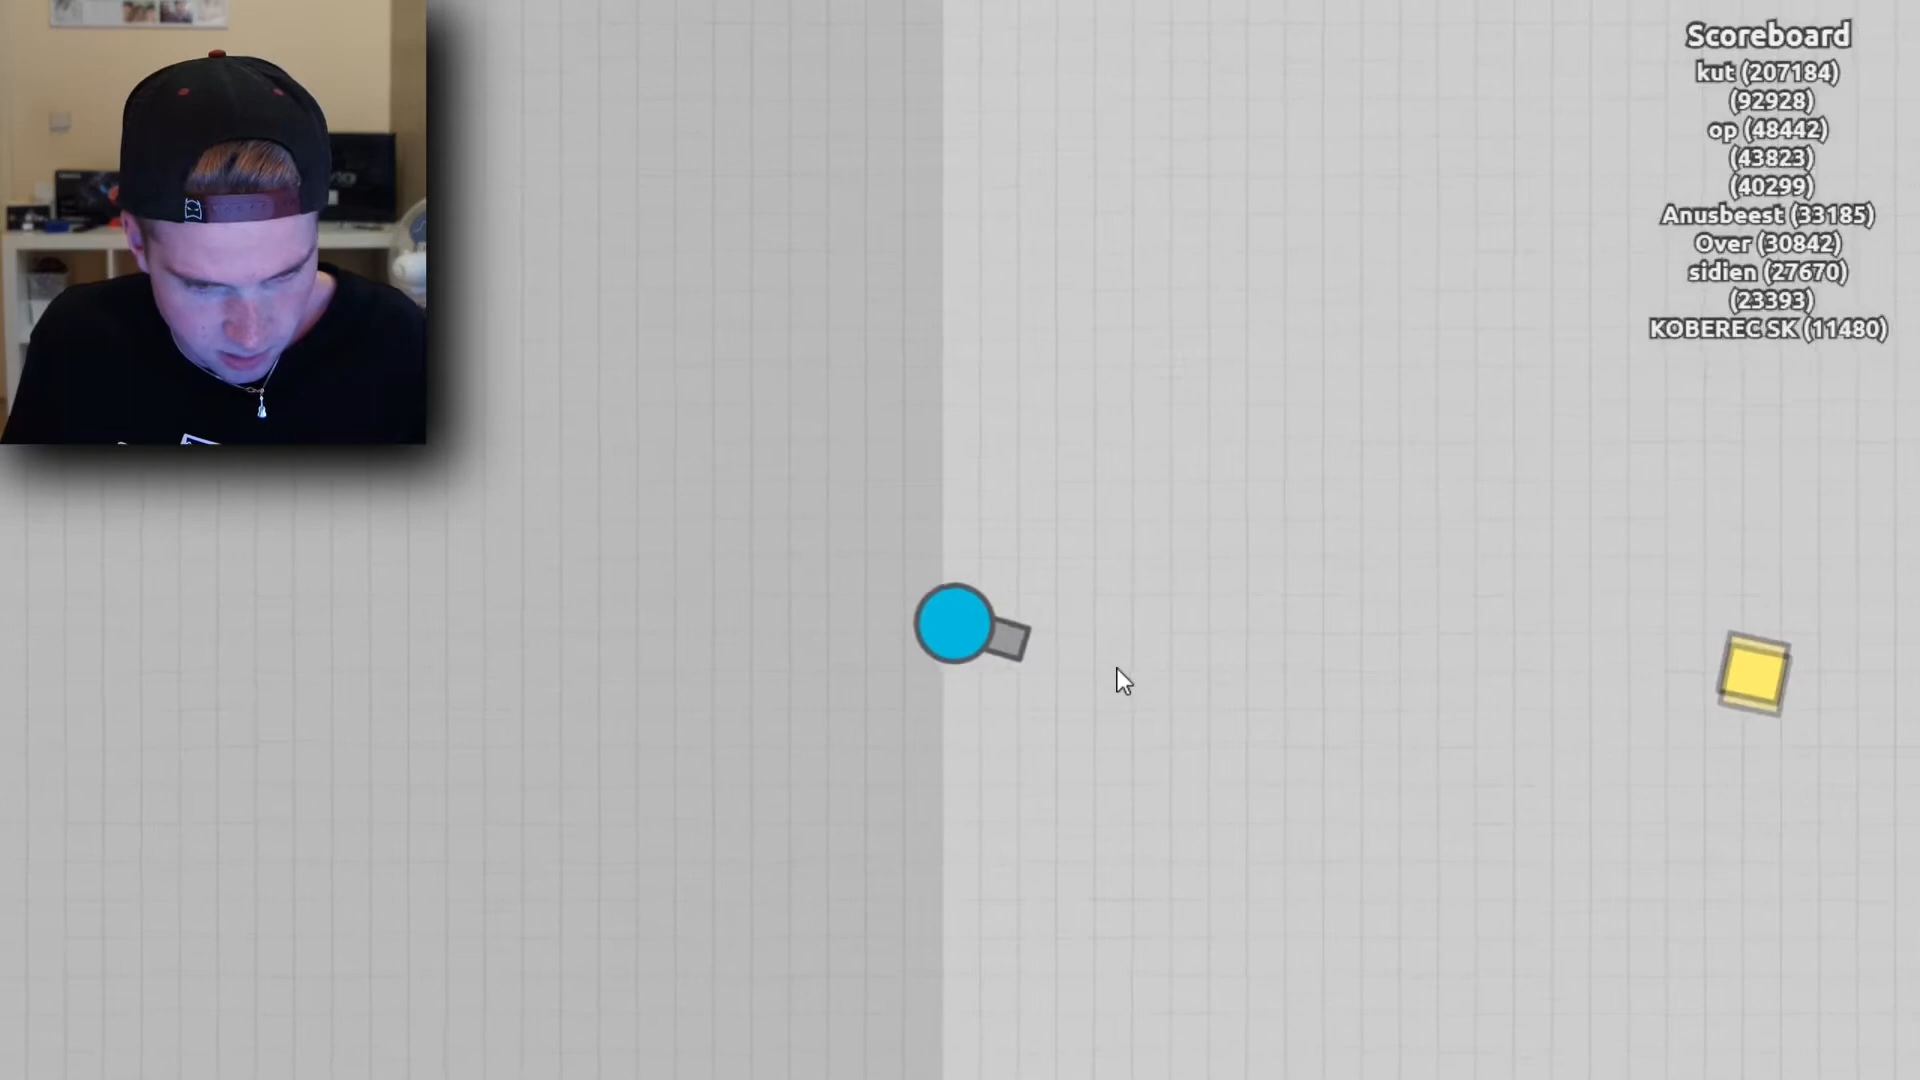 Scoreboard
kut (207184)
(92928)
op (48442)
(43823)
(40299)
Anusbeest (33185)
Over (30842)
sidien (27670)
(23393)
KOBEREC SK (11480)